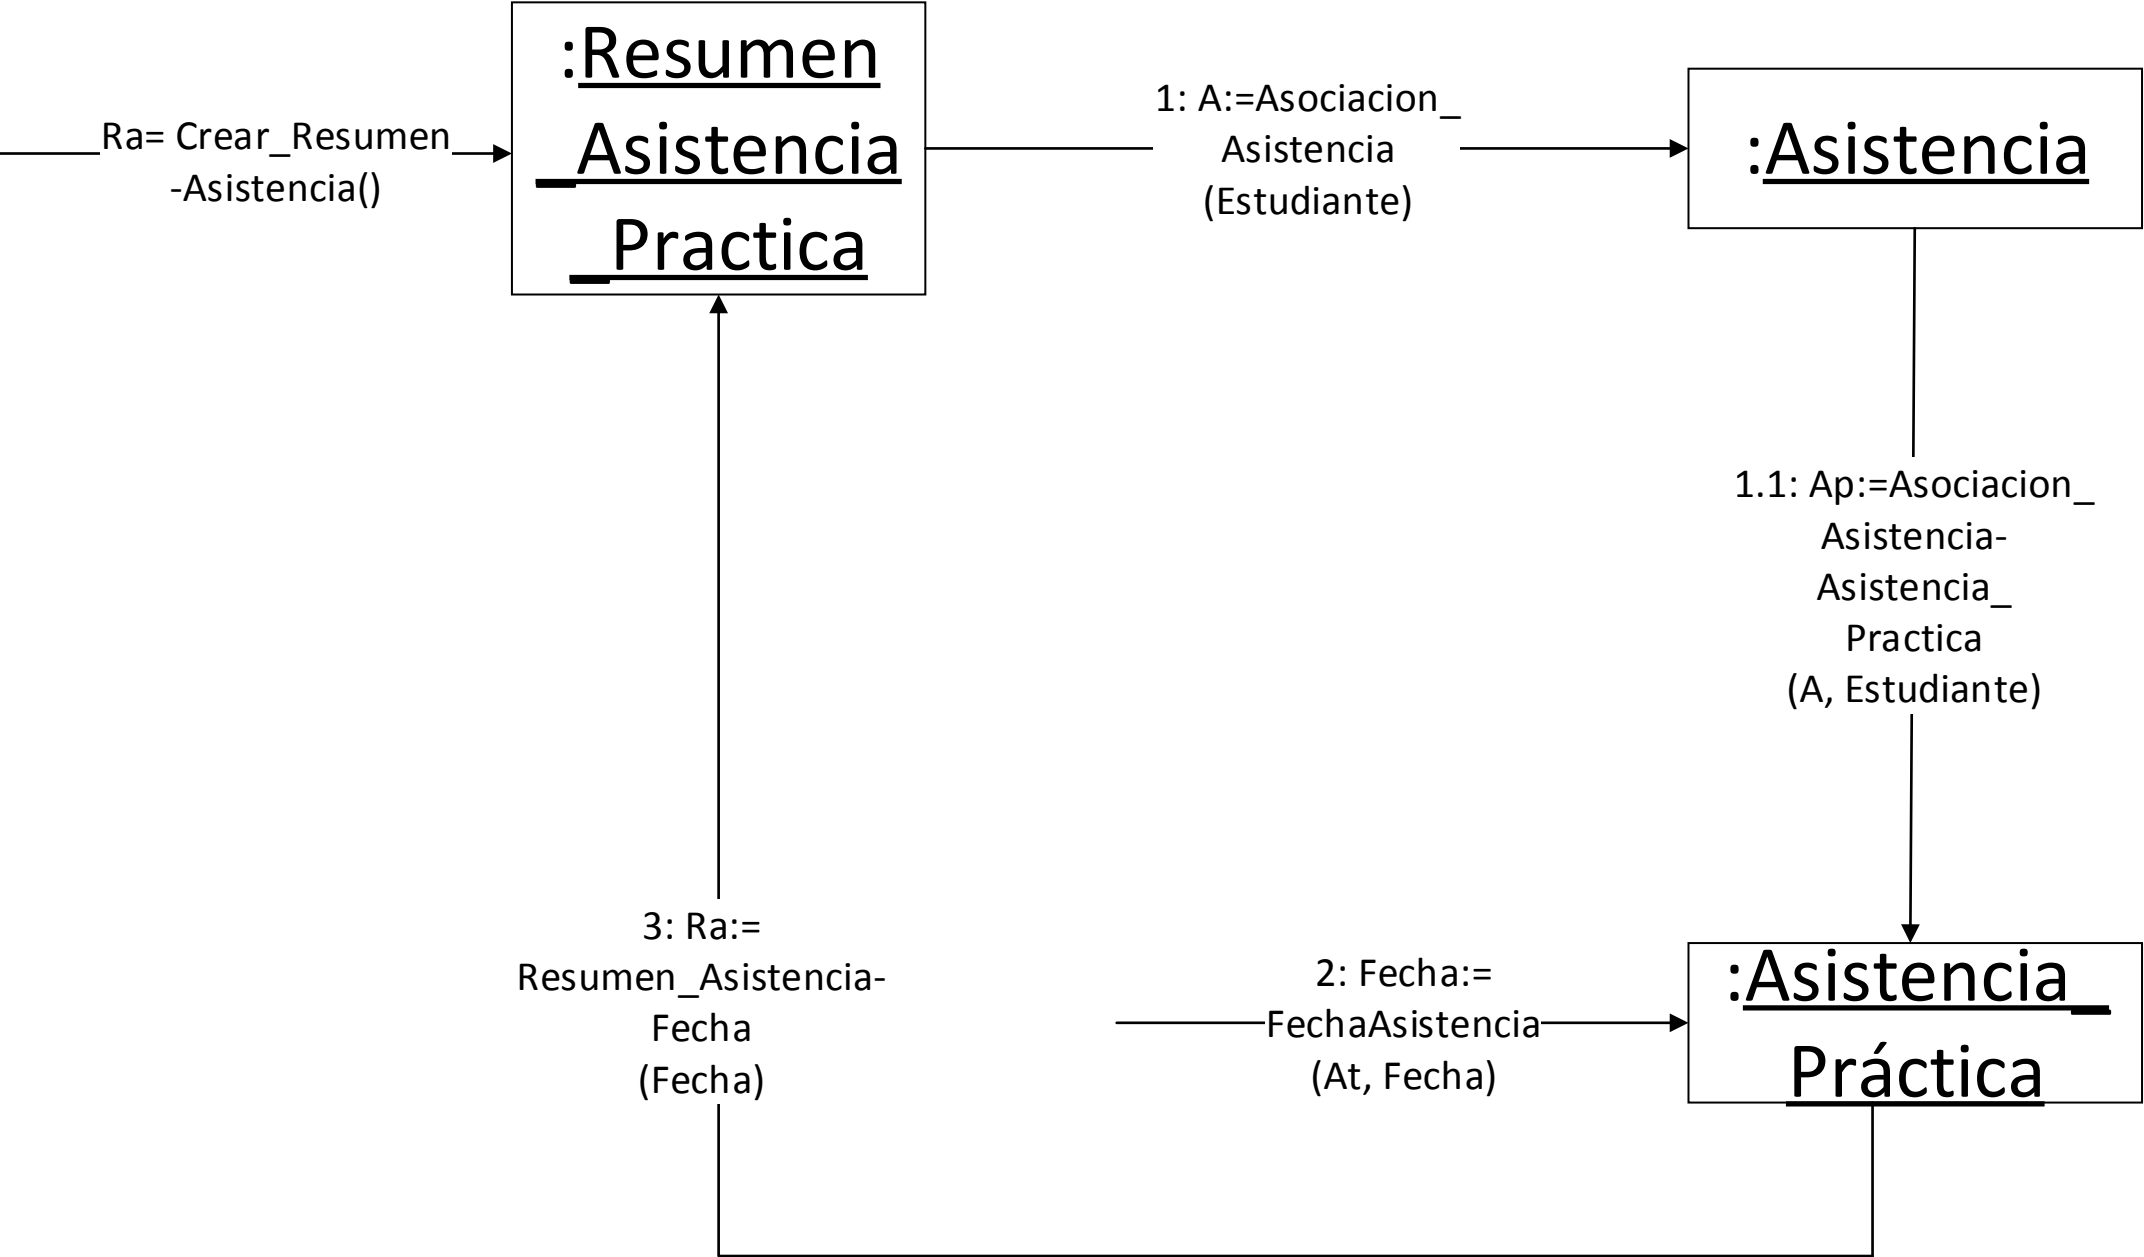 :Resumen
_Asistencia
_Practica
Ra= Crear_Resumen
-Asistencia()
1: A:=Asociacion_
Asistencia
(Estudiante)
:Asistencia
1.1: Ap:=Asociacion_
Asistencia-
Asistencia_
Practica
(A, Estudiante)
3: Ra:=
Resumen_Asistencia-
Fecha
(Fecha)
2: Fecha:=
FechaAsistencia
(At, Fecha)
:Asistencia_
Práctica